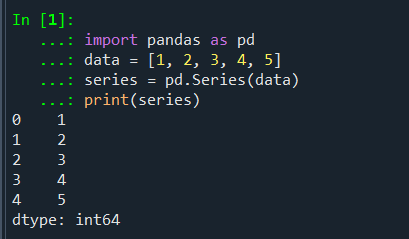 In [1]:
   ...: import pandas as pd
   ...: data = [1, 2, 3, 4, 5]
   ...: series = pd.Series(data)
   ...: print(series)
0    1
1    2
2    3
3    4
4    5
dtype: int64